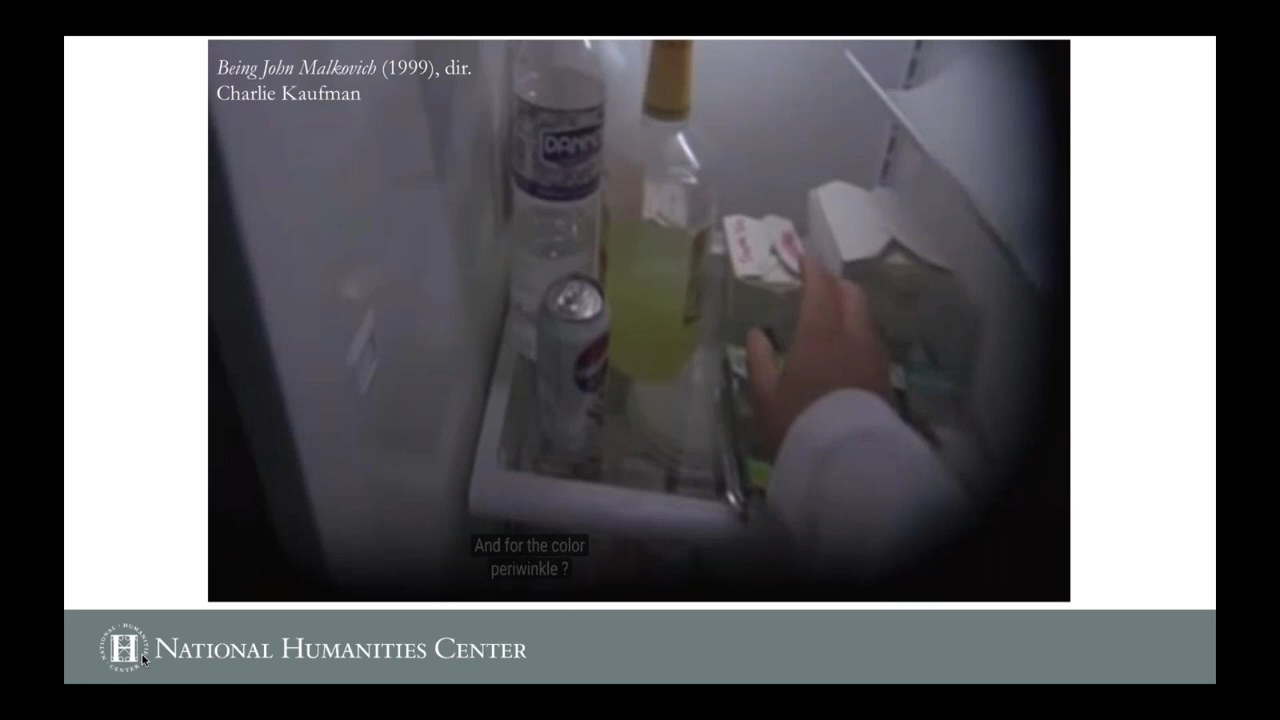 Being John Malkovich (1999), dir.
Charlie Kaufman
And for the color
periwinkle ?
NATIONAL HUMANITIES CENTER